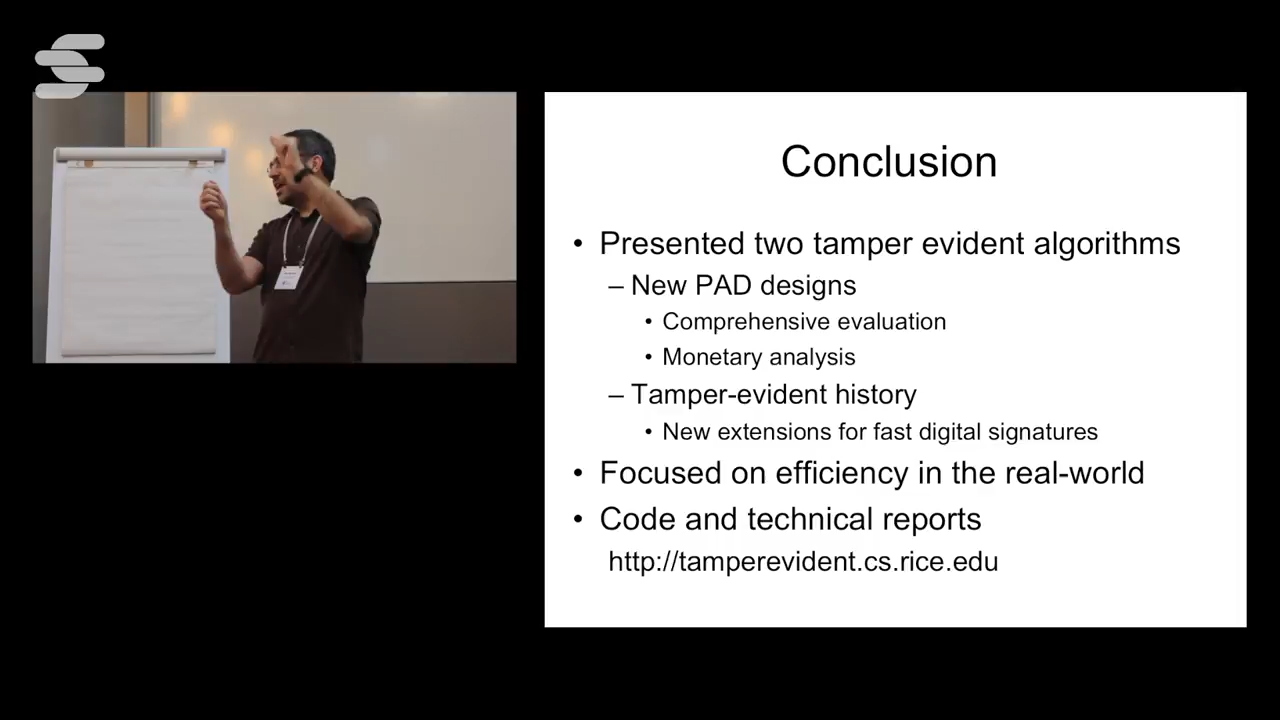 Conclusion
• Presented two tamper evident algorithms
– New PAD designs
• Comprehensive evaluation
• Monetary analysis
– Tamper-evident history
• New extensions for fast digital signatures
• Focused on efficiency in the real-world
• Code and technical reports
http://tamperevident.cs.rice.edu